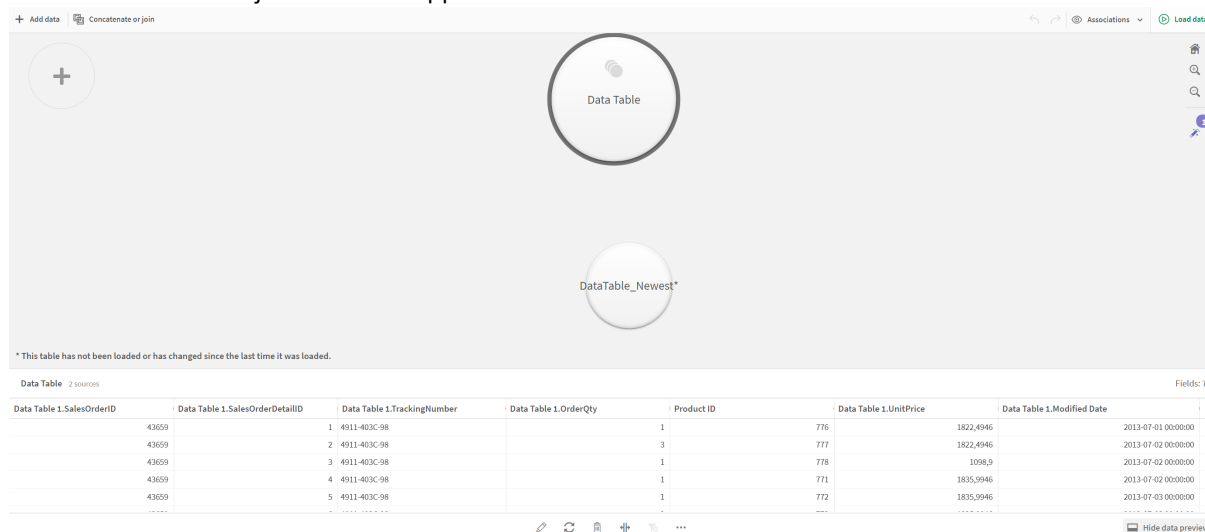 + Add data Concatenate or join
Associations
Load data
Data Table
DataTable_Newest*
* This table has not been loaded or has changed since the last time it was loaded.
Data Table 2 sources
Fields:
Data Table 1.SalesOrderID Data Table 1.SalesOrderDetailID Data Table 1.TrackingNumber Data Table 1.OrderQty Product ID Data Table 1.UnitPrice Data Table 1.Modified Date
43659 1 4911-403C-98 1 776 1822,4946 2013-07-01 00:00:00
43659 2 4911-403C-98 3 777 1822,4946 2013-07-02 00:00:00
43659 3 4911-403C-98 1 778 1098,9 2013-07-02 00:00:00
43659 4 4911-403C-98 1 771 1835,9946 2013-07-02 00:00:00
43659 5 4911-403C-98 1 772 1835,9946 2013-07-03 00:00:00
Hide data preview